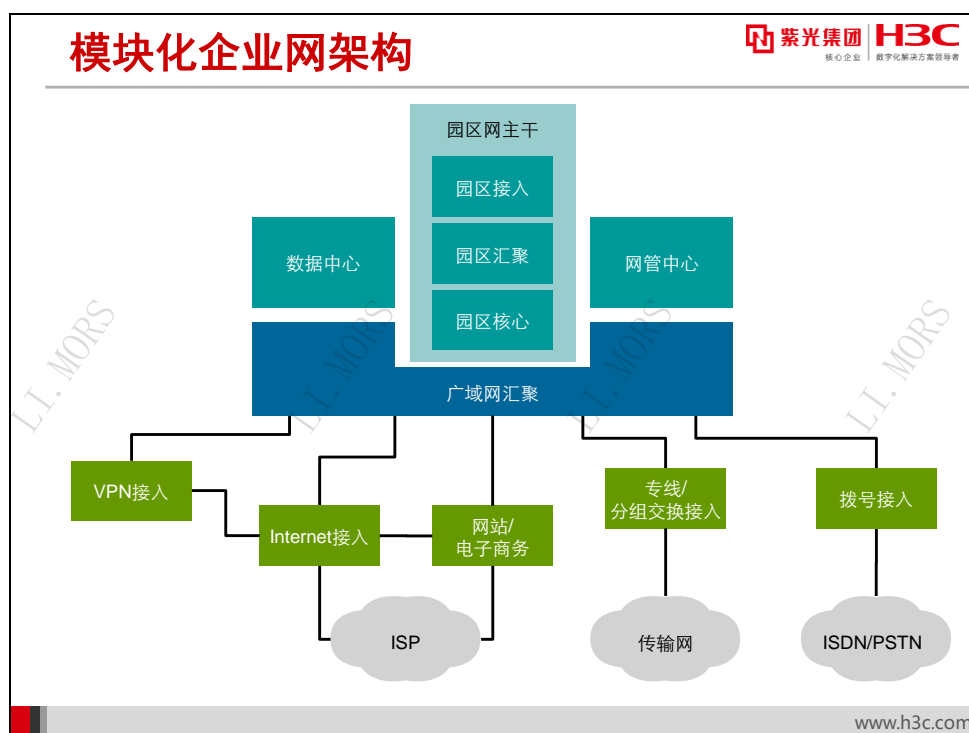 模块化企业网架构
紫光集团
核心企业
H3C
数字化解决方案领导者
园区网主干
园区接入
数据中心
园区汇聚
网管中心
园区核心
LI. MORS
LI. MORS
LI. MORS
广域网汇聚
VPN接入
Internet接入
网站/
电子商务
专线/
分组交换接入
拨号接入
ISP
传输网
ISDN/PSTN
www.h3c.com